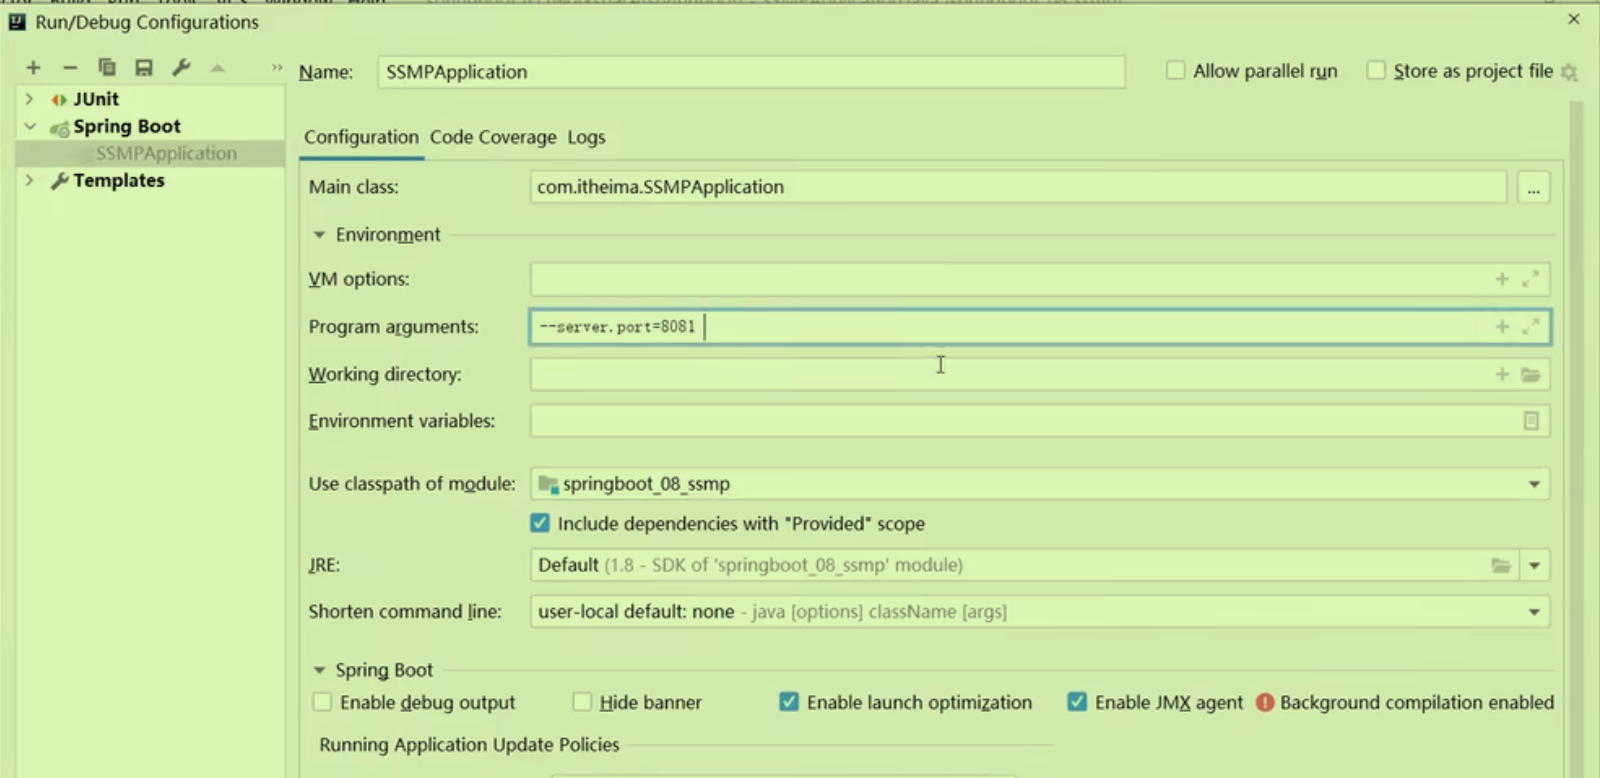 Run/Debug Configurations
Name: SSMPApplication Allow parallel run Store as project file
JUnit
Spring Boot
SSMPApplication
Templates
Configuration Code Coverage Logs
Main class: com.itheima.SSMPApplication ...
Environment
VM options:
Program arguments: --server.port=8081
Working directory:
Environment variables:
Use classpath of module: springboot_08_ssmp
Include dependencies with "Provided" scope
JRE: Default (1.8 - SDK of 'springboot_08_ssmp' module)
Shorten command line: user-local default: none - java [options] className [args]
Spring Boot
Enable debug output Hide banner Enable launch optimization Enable JMX agent Background compilation enabled
Running Application Update Policies